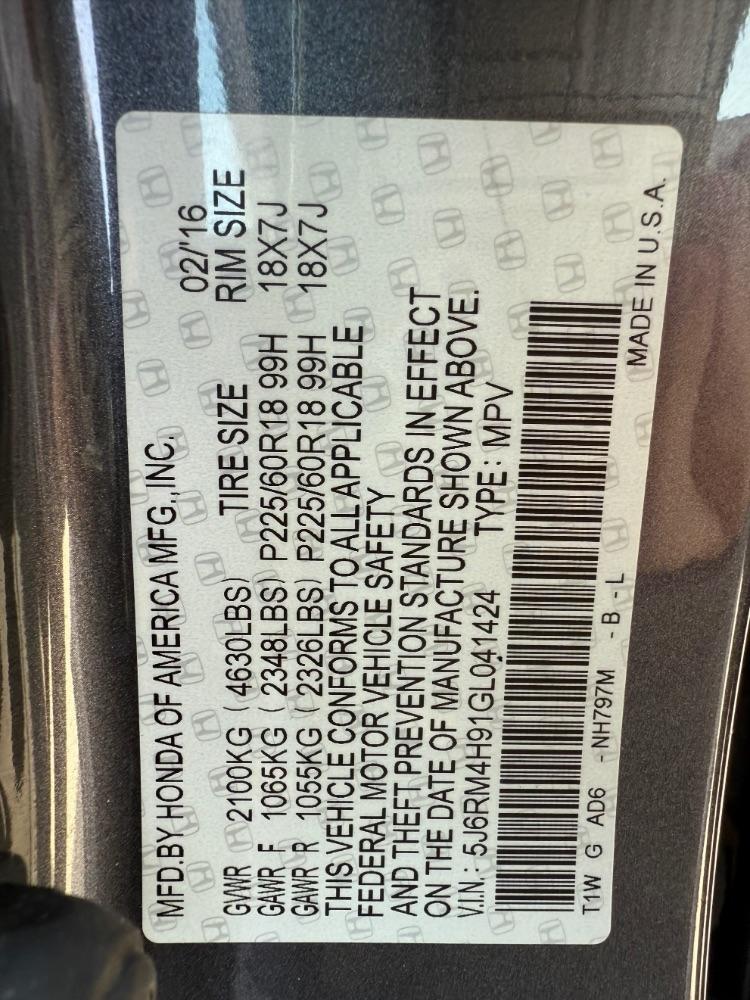 MFD.BY HONDA OF AMERICA MFG.,INC. 02/'16
GVWR 2100KG (4630LBS) TIRE SIZE RIM SIZE
GAWR F 1065KG (2348LBS) P225/60R18 99H 18X7J
GAWR R 1055KG (2326LBS) P225/60R18 99H 18X7J
THIS VEHICLE CONFORMS TO ALL APPLICABLE
FEDERAL MOTOR VEHICLE SAFETY
AND THEFT PREVENTION STANDARDS IN EFFECT
ON THE DATE OF MANUFACTURE SHOWN ABOVE.
V.I.N.: 5J6RM4H91GL041424 TYPE: MPV
T1W G AD6 -NH797M -B -L MADE IN U.S.A.